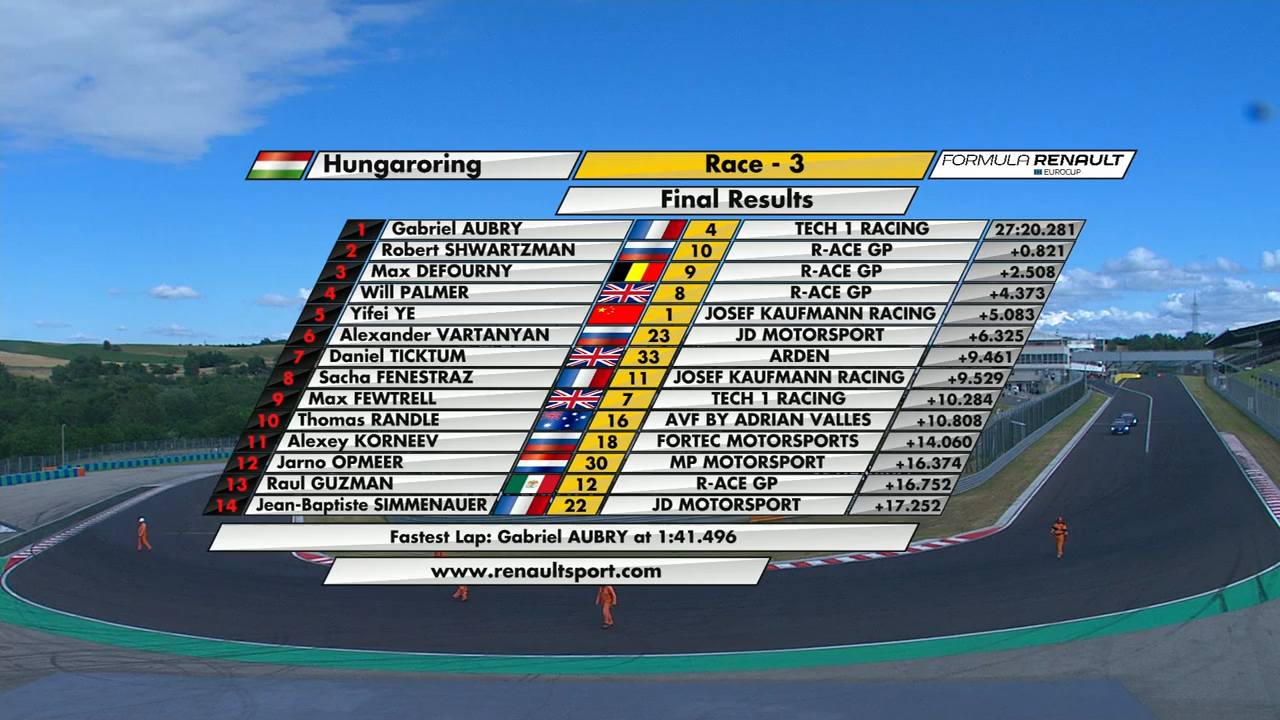 Hungaroring Race - 3 FORMULA RENAULT
EUROCUP
Final Results
1 Gabriel AUBRY 4 TECH 1 RACING 27:20.281
2 Robert SHWARTZMAN 10 R-ACE GP +0.821
3 Max DEFOURNY 9 R-ACE GP +2.508
4 Will PALMER 8 R-ACE GP +4.373
5 Yifei YE 1 JOSEF KAUFMANN RACING +5.083
6 Alexander VARTANYAN 23 JD MOTORSPORT +6.325
7 Daniel TICKTUM 33 ARDEN +9.461
8 Sacha FENESTRAZ 11 JOSEF KAUFMANN RACING +9.529
9 Max FEWTRELL 7 TECH 1 RACING +10.284
10 Thomas RANDLE 16 AVF BY ADRIAN VALLES +10.808
11 Alexey KORNEEV 18 FORTEC MOTORSPORTS +14.060
12 Jarno OPMEER 30 MP MOTORSPORT +16.374
13 Raul GUZMAN 12 R-ACE GP +16.752
14 Jean-Baptiste SIMMENAUER 22 JD MOTORSPORT +17.252
Fastest Lap: Gabriel AUBRY at 1:41.496
www.renaultsport.com